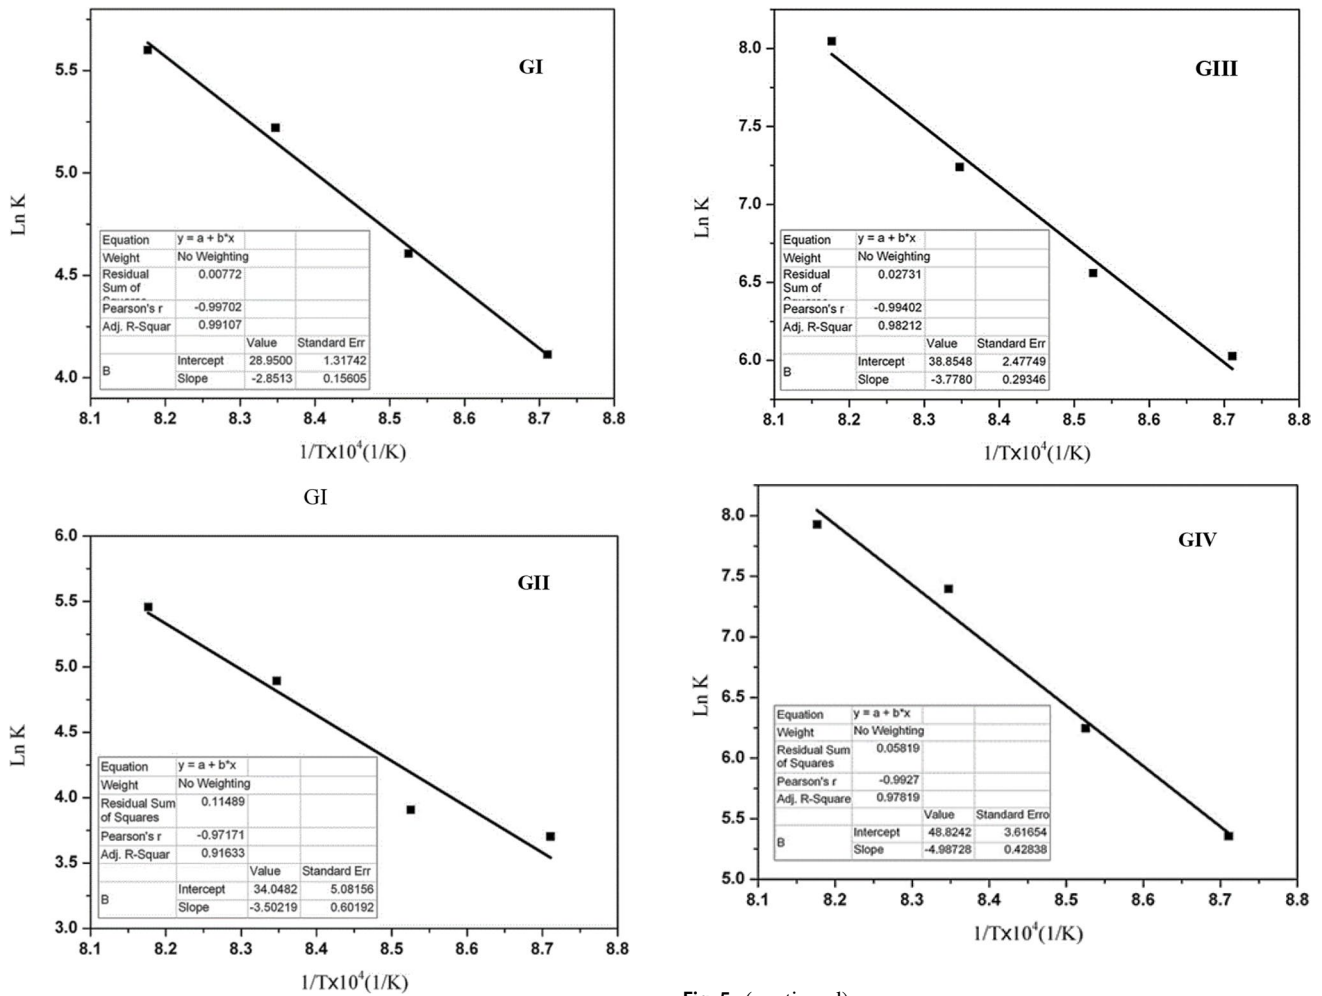 GI
Ln K
5.5
5.0
4.5
4.0
Equation y = a + b*x
Weight No Weighting
Residual Sum of 0.00772
Pearson's r -0.99702
Adj. R-Squar 0.99107
Value Standard Err
B Intercept 28.9500 1.31742
Slope -2.8513 0.15605
8.1 8.2 8.3 8.4 8.5 8.6 8.7 8.8
1/Tx10⁴(1/K)
GI
GII
Ln K
6.0
5.5
5.0
4.5
4.0
3.5
3.0
Equation y = a + b*x
Weight No Weighting
Residual Sum 0.11489
of Squares
Pearson's r -0.97171
Adj. R-Squar 0.91633
Value Standard Err
B Intercept 34.0482 5.08156
Slope -3.50219 0.60192
8.1 8.2 8.3 8.4 8.5 8.6 8.7 8.8
1/Tx10⁴(1/K)
GIII
Ln K
8.0
7.5
7.0
6.5
6.0
Equation y = a + b*x
Weight No Weighting
Residual 0.02731
Sum of
Pearson's r -0.99402
Adj. R-Squar 0.98212
Value Standard Err
B Intercept 38.8548 2.47749
Slope -3.7780 0.29346
8.1 8.2 8.3 8.4 8.5 8.6 8.7 8.8
1/Tx10⁴(1/K)
GIV
Ln K
8.0
7.5
7.0
6.5
6.0
5.5
5.0
Equation y = a + b*x
Weight No Weighting
Residual Sum 0.05819
of Squares
Pearson's r -0.9927
Adj. R-Square 0.97819
Value Standard Erro
B Intercept 48.8242 3.61654
Slope -4.98728 0.42838
8.1 8.2 8.3 8.4 8.5 8.6 8.7 8.8
1/Tx10⁴(1/K)